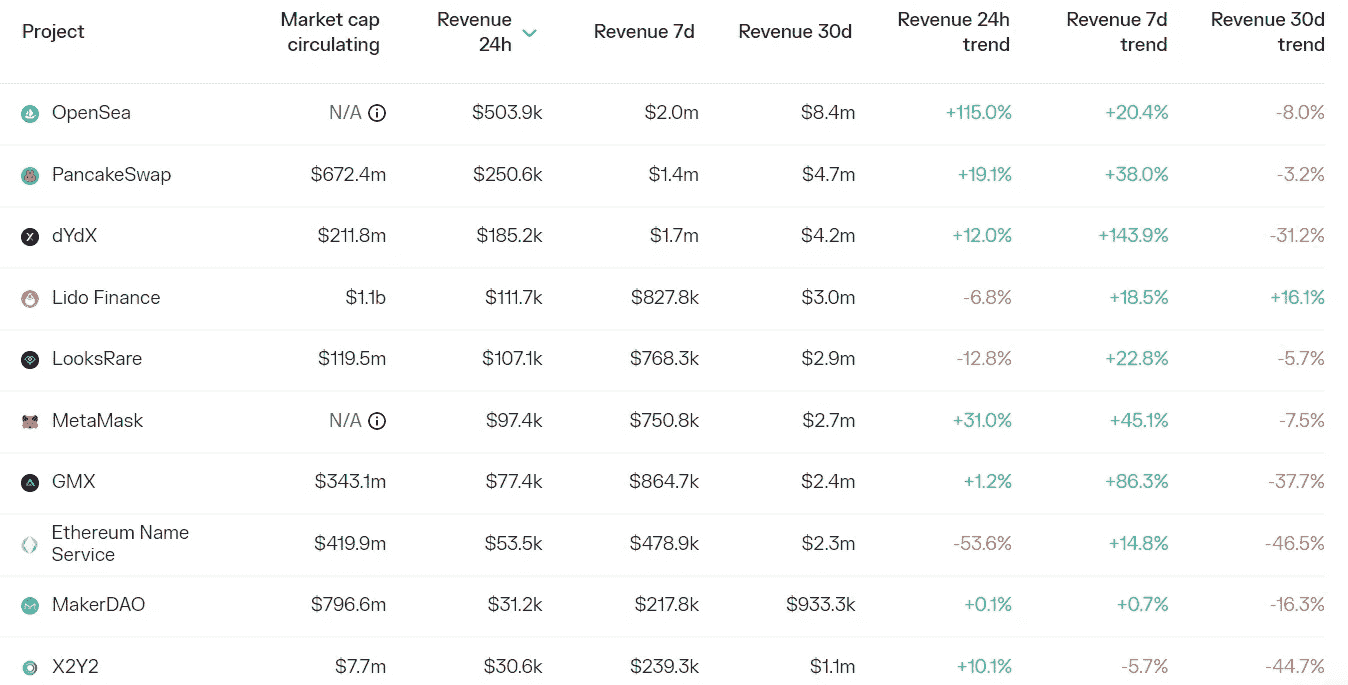 Project Market cap circulating Revenue 24h Revenue 7d Revenue 30d Revenue 24h trend Revenue 7d trend Revenue 30d trend
OpenSea N/A $503.9k $2.0m $8.4m +115.0% +20.4% -8.0%
PancakeSwap $672.4m $250.6k $1.4m $4.7m +19.1% +38.0% -3.2%
dYdX $211.8m $185.2k $1.7m $4.2m +12.0% +143.9% -31.2%
Lido Finance $1.1b $111.7k $827.8k $3.0m -6.8% +18.5% +16.1%
LooksRare $119.5m $107.1k $768.3k $2.9m -12.8% +22.8% -5.7%
MetaMask N/A $97.4k $750.8k $2.7m +31.0% +45.1% -7.5%
GMX $343.1m $77.4k $864.7k $2.4m +1.2% +86.3% -37.7%
Ethereum Name Service $419.9m $53.5k $478.9k $2.3m -53.6% +14.8% -46.5%
MakerDAO $796.6m $31.2k $217.8k $933.3k +0.1% +0.7% -16.3%
X2Y2 $7.7m $30.6k $239.3k $1.1m +10.1% -5.7% -44.7%